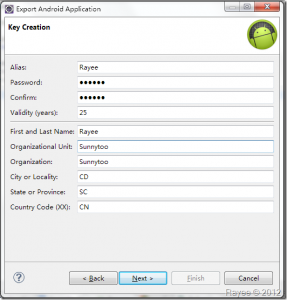 Export Android Application
Key Creation
Alias: Rayee
Password: ●●●●●●
Confirm: ●●●●●●
Validity (years): 25
First and Last Name: Rayee
Organizational Unit: Sunnytoo
Organization: Sunnytoo
City or Locality: CD
State or Province: SC
Country Code (XX): CN
? < Back Next > Finish Cancel
Rayee © 2012